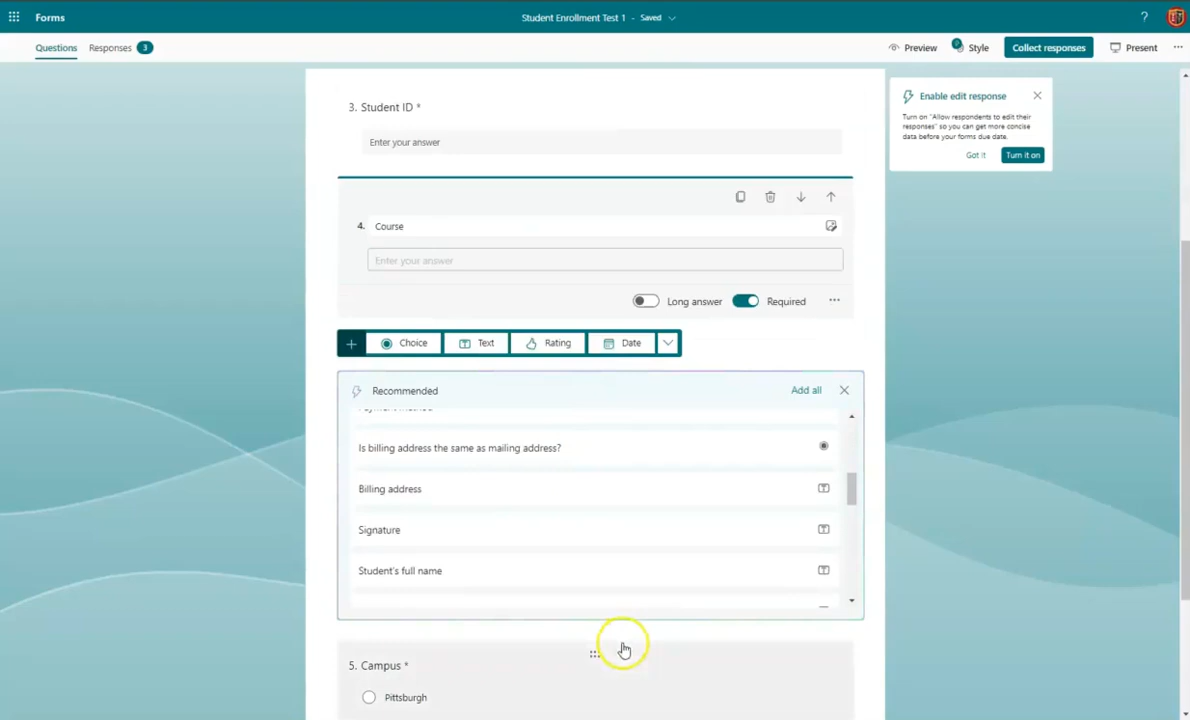 Forms
Student Enrollment Test 1 - Saved
?
Questions
Responses 3
Preview
Style
Collect responses
Present
Enable edit response
Turn on "Allow respondents to edit their
responses" so you can get more concise
data before your forms due date.
Got it
Turn it on
3. Student ID *
Enter your answer
4. Course
Enter your answer
Long answer
Required
Choice
Text
Rating
Date
Recommended
Add all
Payment method
Is billing address the same as mailing address?
Billing address
Signature
Student's full name
5. Campus *
Pittsburgh